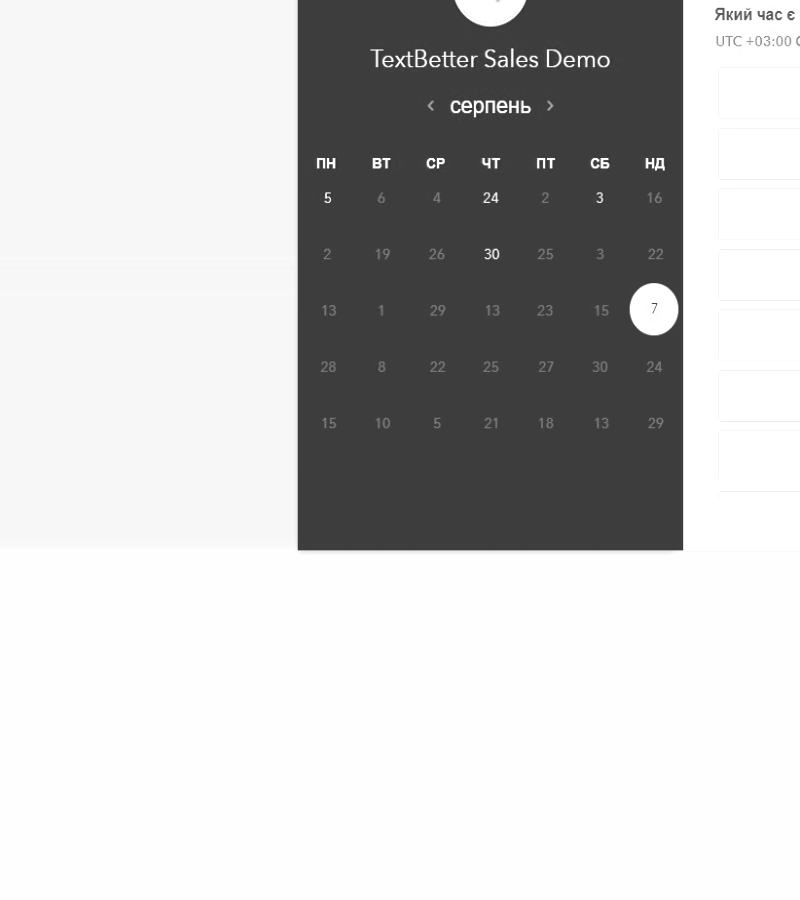 Який час є
UTC +03:00
TextBetter Sales Demo
‹ серпень ›
ПН ВТ СР ЧТ ПТ СБ НД
5 6 4 24 2 3 16
2 19 26 30 25 3 22
13 1 29 13 23 15 7
28 8 22 25 27 30 24
15 10 5 21 18 13 29